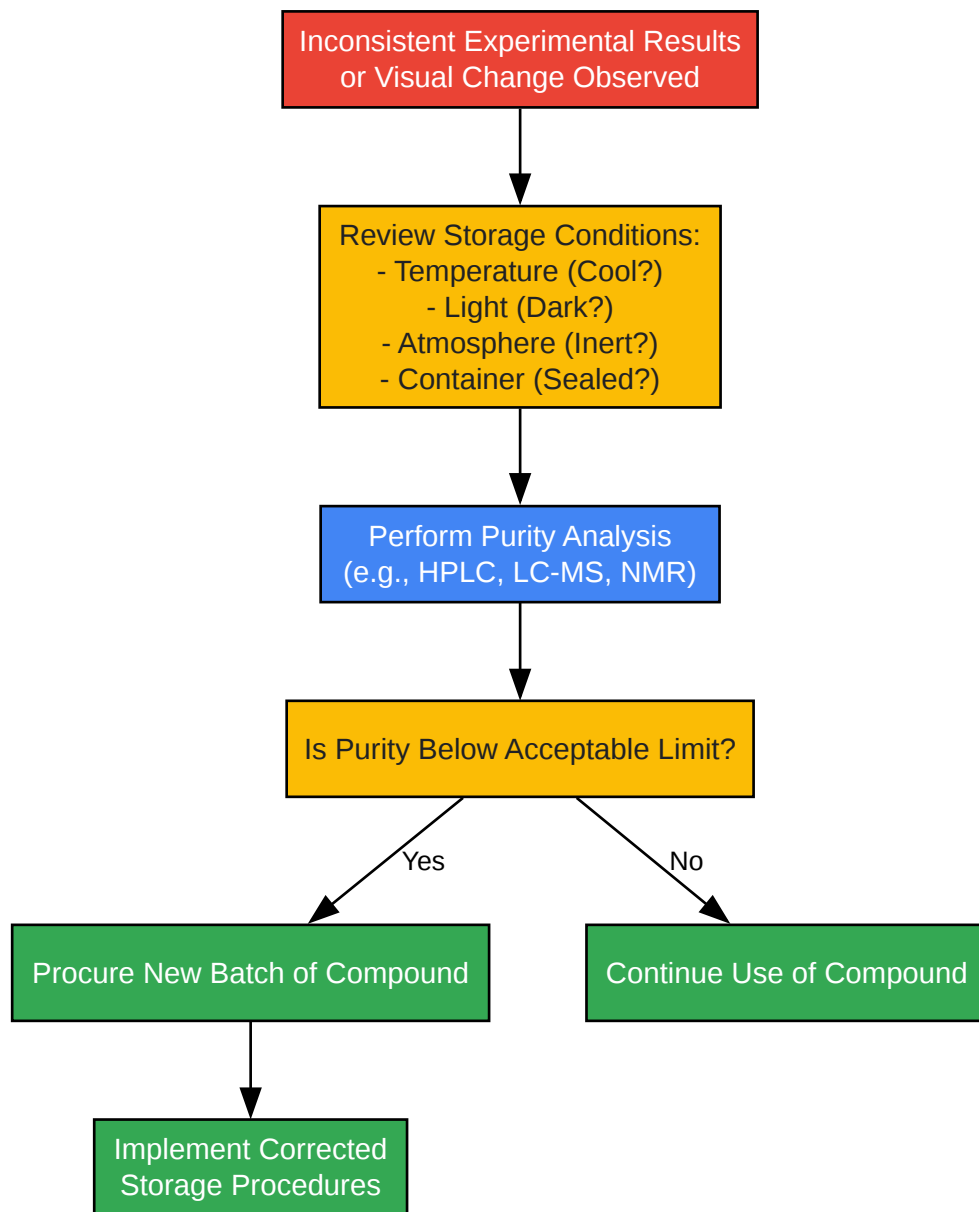 Inconsistent Experimental Results
or Visual Change Observed
Review Storage Conditions:
- Temperature (Cool?)
- Light (Dark?)
- Atmosphere (Inert?)
- Container (Sealed?)
Perform Purity Analysis
(e.g., HPLC, LC-MS, NMR)
Is Purity Below Acceptable Limit?
Yes
No
Procure New Batch of Compound
Continue Use of Compound
Implement Corrected
Storage Procedures